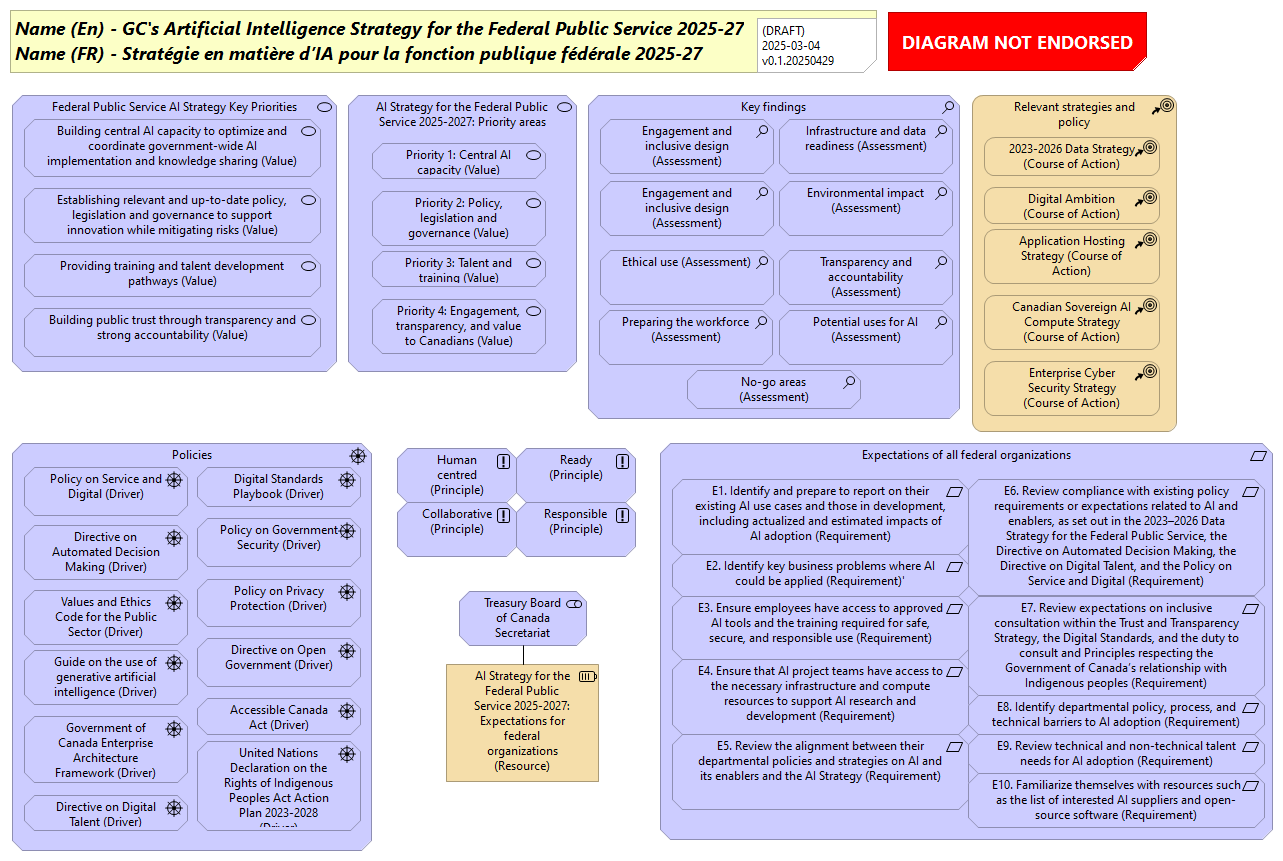 Name (En) - GC's Artificial Intelligence Strategy for the Federal Public Service 2025-27
Name (FR) - Stratégie en matière d'IA pour la fonction publique fédérale 2025-27
(DRAFT)
2025-03-04
v0.1.20250429
DIAGRAM NOT ENDORSED
Federal Public Service AI Strategy Key Priorities
Building central AI capacity to optimize and
coordinate government-wide AI
implementation and knowledge sharing (Value)
Establishing relevant and up-to-date policy,
legislation and governance to support
innovation while mitigating risks (Value)
Providing training and talent development
pathways (Value)
Building public trust through transparency and
strong accountability (Value)
AI Strategy for the Federal Public
Service 2025-2027: Priority areas
Priority 1: Central AI
capacity (Value)
Priority 2: Policy,
legislation and
governance (Value)
Priority 3: Talent and
training (Value)
Priority 4: Engagement,
transparency, and value
to Canadians (Value)
Key findings
Engagement and
inclusive design
(Assessment)
Infrastructure and data
readiness (Assessment)
Engagement and
inclusive design
(Assessment)
Environmental impact
(Assessment)
Ethical use (Assessment)
Transparency and
accountability
(Assessment)
Preparing the workforce
(Assessment)
Potential uses for AI
(Assessment)
No-go areas
(Assessment)
Relevant strategies and
policy
2023-2026 Data Strategy
(Course of Action)
Digital Ambition
(Course of Action)
Application Hosting
Strategy (Course of
Action)
Canadian Sovereign AI
Compute Strategy
(Course of Action)
Enterprise Cyber
Security Strategy
(Course of Action)
Policies
Policy on Service and
Digital (Driver)
Directive on
Automated Decision
Making (Driver)
Values and Ethics
Code for the Public
Sector (Driver)
Guide on the use of
generative artificial
intelligence (Driver)
Government of
Canada Enterprise
Architecture
Framework (Driver)
Directive on Digital
Talent (Driver)
Digital Standards
Playbook (Driver)
Policy on Government
Security (Driver)
Policy on Privacy
Protection (Driver)
Directive on Open
Government (Driver)
Accessible Canada
Act (Driver)
United Nations
Declaration on the
Rights of Indigenous
Peoples Act Action
Plan 2023-2028
(Driver)
Human
centred
(Principle)
Ready
(Principle)
Collaborative
(Principle)
Responsible
(Principle)
Treasury Board
of Canada
Secretariat
AI Strategy for the
Federal Public
Service 2025-2027:
Expectations for
federal
organizations
(Resource)
Expectations of all federal organizations
E1. Identify and prepare to report on their
existing AI use cases and those in development,
including actualized and estimated impacts of
AI adoption (Requirement)
E2. Identify key business problems where AI
could be applied (Requirement)'
E3. Ensure employees have access to approved
AI tools and the training required for safe,
secure, and responsible use (Requirement)
E4. Ensure that AI project teams have access to
the necessary infrastructure and compute
resources to support AI research and
development (Requirement)
E5. Review the alignment between their
departmental policies and strategies on AI and
its enablers and the AI Strategy (Requirement)
E6. Review compliance with existing policy
requirements or expectations related to AI and
enablers, as set out in the 2023–2026 Data
Strategy for the Federal Public Service, the
Directive on Automated Decision Making, the
Directive on Digital Talent, and the Policy on
Service and Digital (Requirement)
E7. Review expectations on inclusive
consultation within the Trust and Transparency
Strategy, the Digital Standards, and the duty to
consult and Principles respecting the
Government of Canada's relationship with
Indigenous peoples (Requirement)
E8. Identify departmental policy, process, and
technical barriers to AI adoption (Requirement)
E9. Review technical and non-technical talent
needs for AI adoption (Requirement)
E10. Familiarize themselves with resources such
as the list of interested AI suppliers and open-
source software (Requirement)